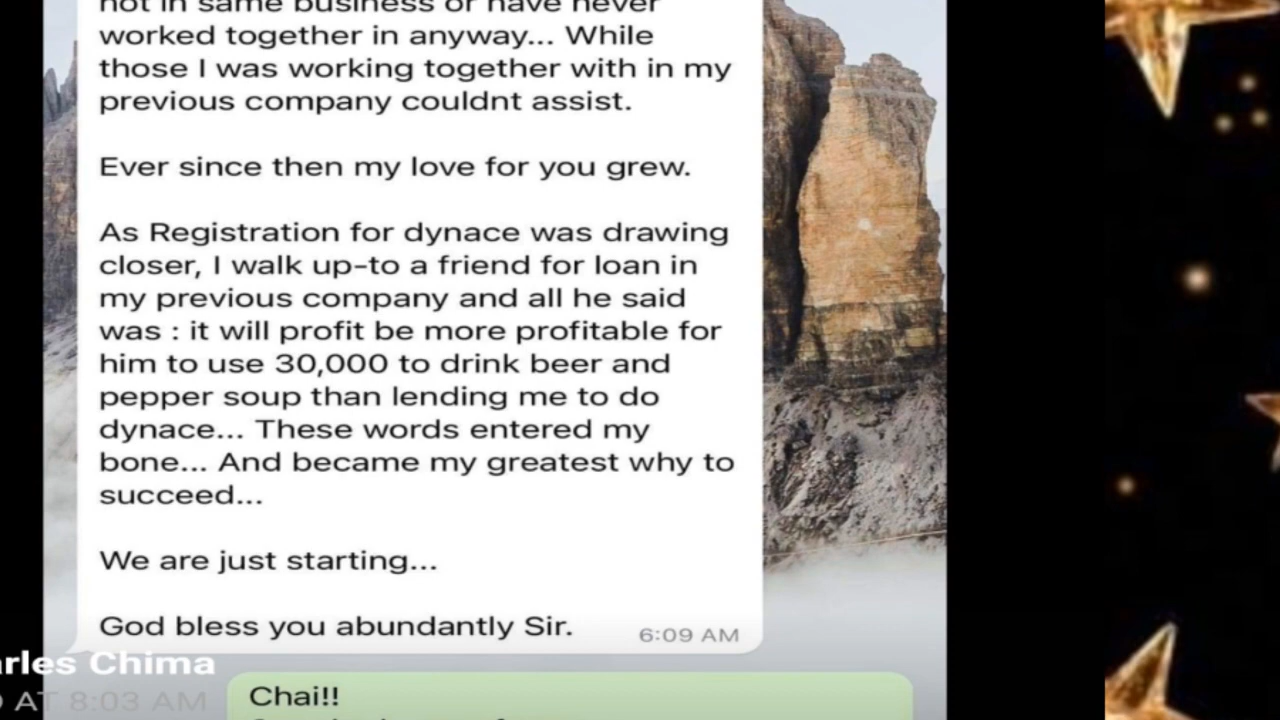 not in same business or have never
worked together in anyway... While
those I was working together with in my
previous company couldnt assist.
Ever since then my love for you grew.
As Registration for dynace was drawing
closer, I walk up-to a friend for loan in
my previous company and all he said
was : it will profit be more profitable for
him to use 30,000 to drink beer and
pepper soup than lending me to do
dynace... These words entered my
bone... And became my greatest why to
succeed...
We are just starting...
God bless you abundantly Sir.
6:09 AM
rles Chima
AT 8:03 AM
Chai!!